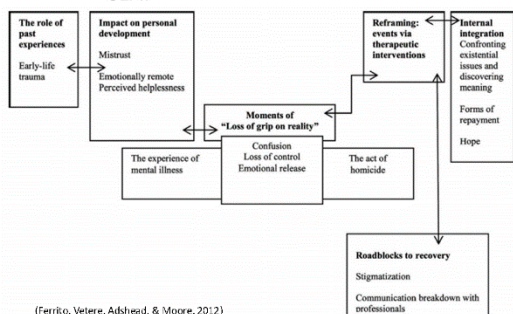 The role of
past
experiences
Early-life
trauma
Impact on personal
development
Mistrust
Emotionally remote
Perceived helplessness
Moments of
"Loss of grip on reality"
Confusion
Loss of control
Emotional release
The experience of
mental illness
The act of
homicide
Reframing:
events via
therapeutic
interventions
Internal
integration
Confronting
existential
issues and
discovering
meaning
Forms of
repayment
Hope
Roadblocks to recovery
Stigmatization
Communication breakdown with
professionals
(Ferrito, Vetere, Adshead, & Moore, 2012)